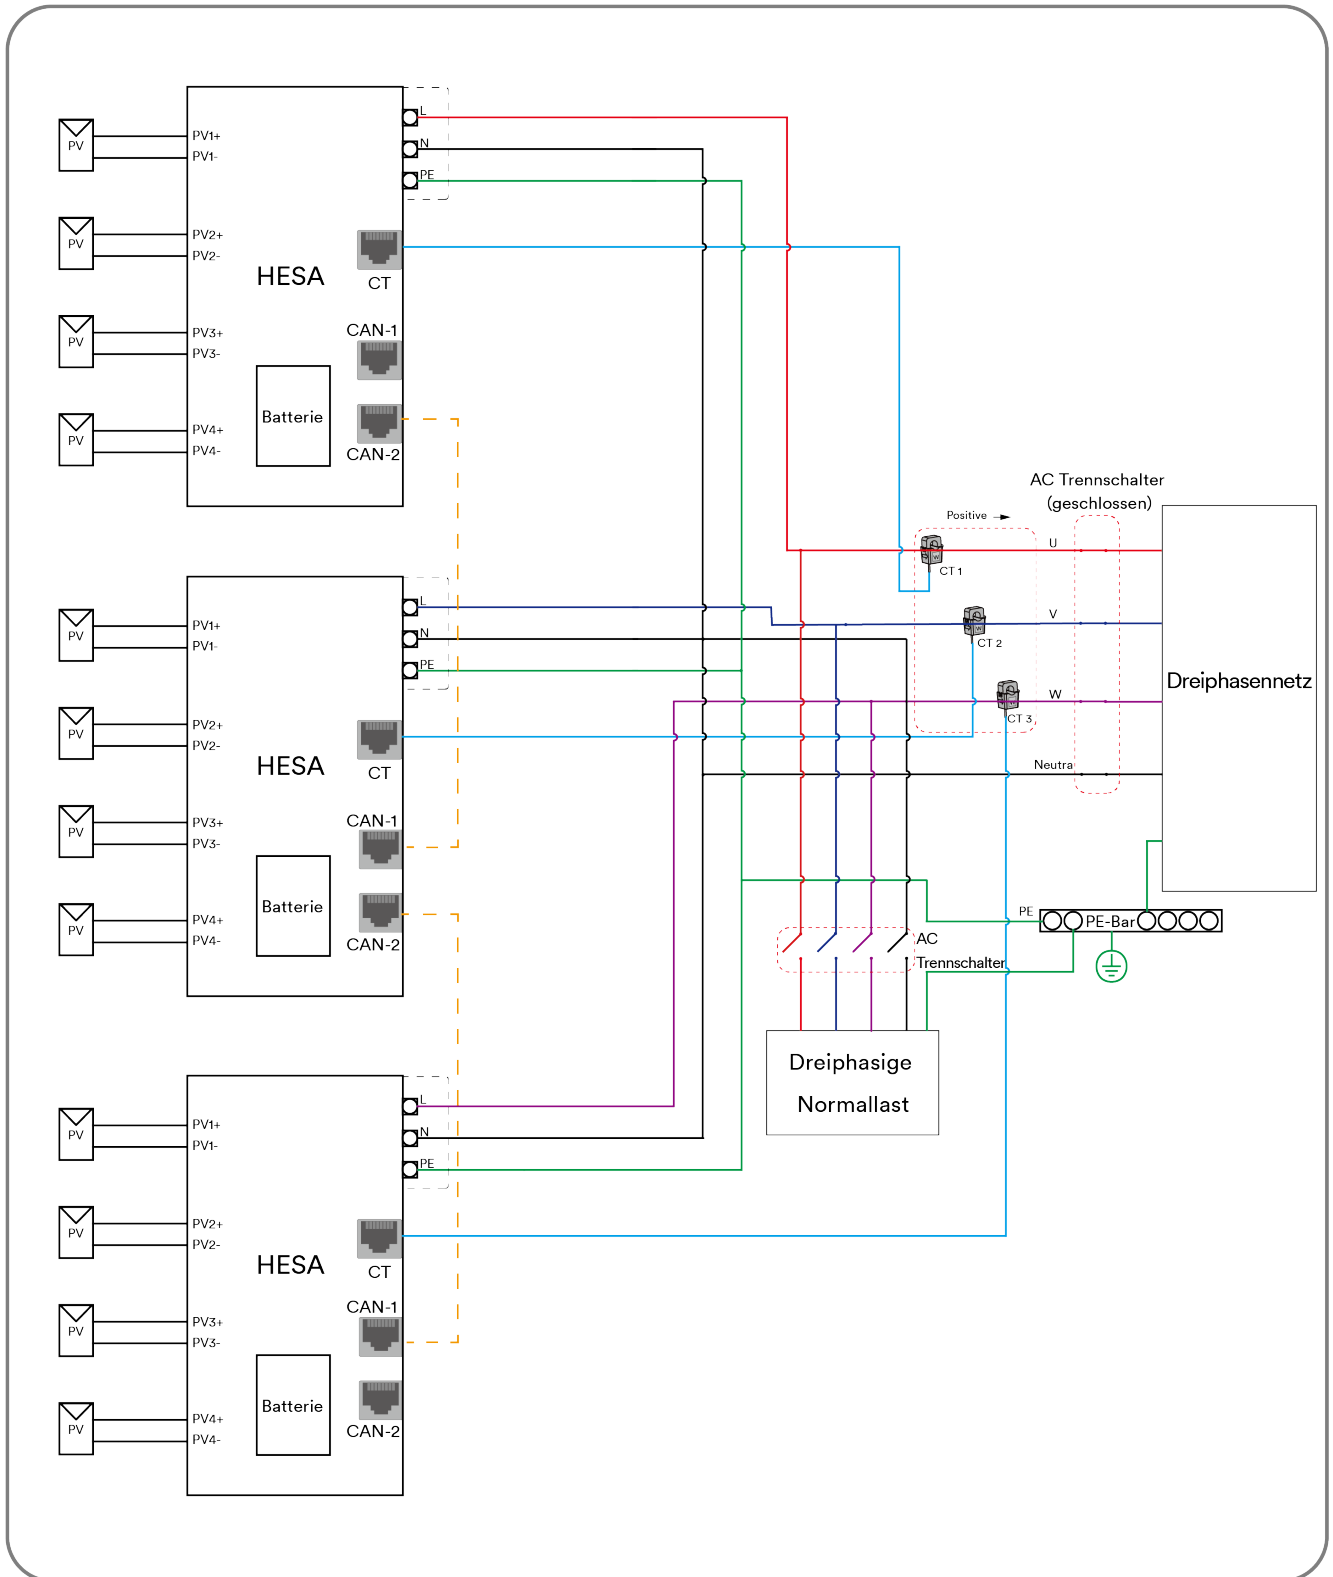 L
PV1+
PV
N
PV1-
PE
PV2+
PV
PV2-
HESA
CT
CAN-1
PV3+
PV
PV3-
Batterie
PV4+
PV
PV4-
CAN-2
AC Trennschalter
(geschlossen)
Positive
U
CT 1
L
V
PV1+
PV
N
PV1-
CT 2
PE
Dreiphasennetz
W
CT 3
PV2+
PV
PV2-
HESA
CT
Neutra
CAN-1
PV3+
PV
PV3-
Batterie
PE
PE-Bar
PV4+
PV
PV4-
CAN-2
AC
Trennschalter
Dreiphasige
Normallast
L
PV1+
PV
N
PV1-
PE
PV2+
PV
PV2-
HESA
CT
CAN-1
PV3+
PV
PV3-
Batterie
PV4+
PV
PV4-
CAN-2